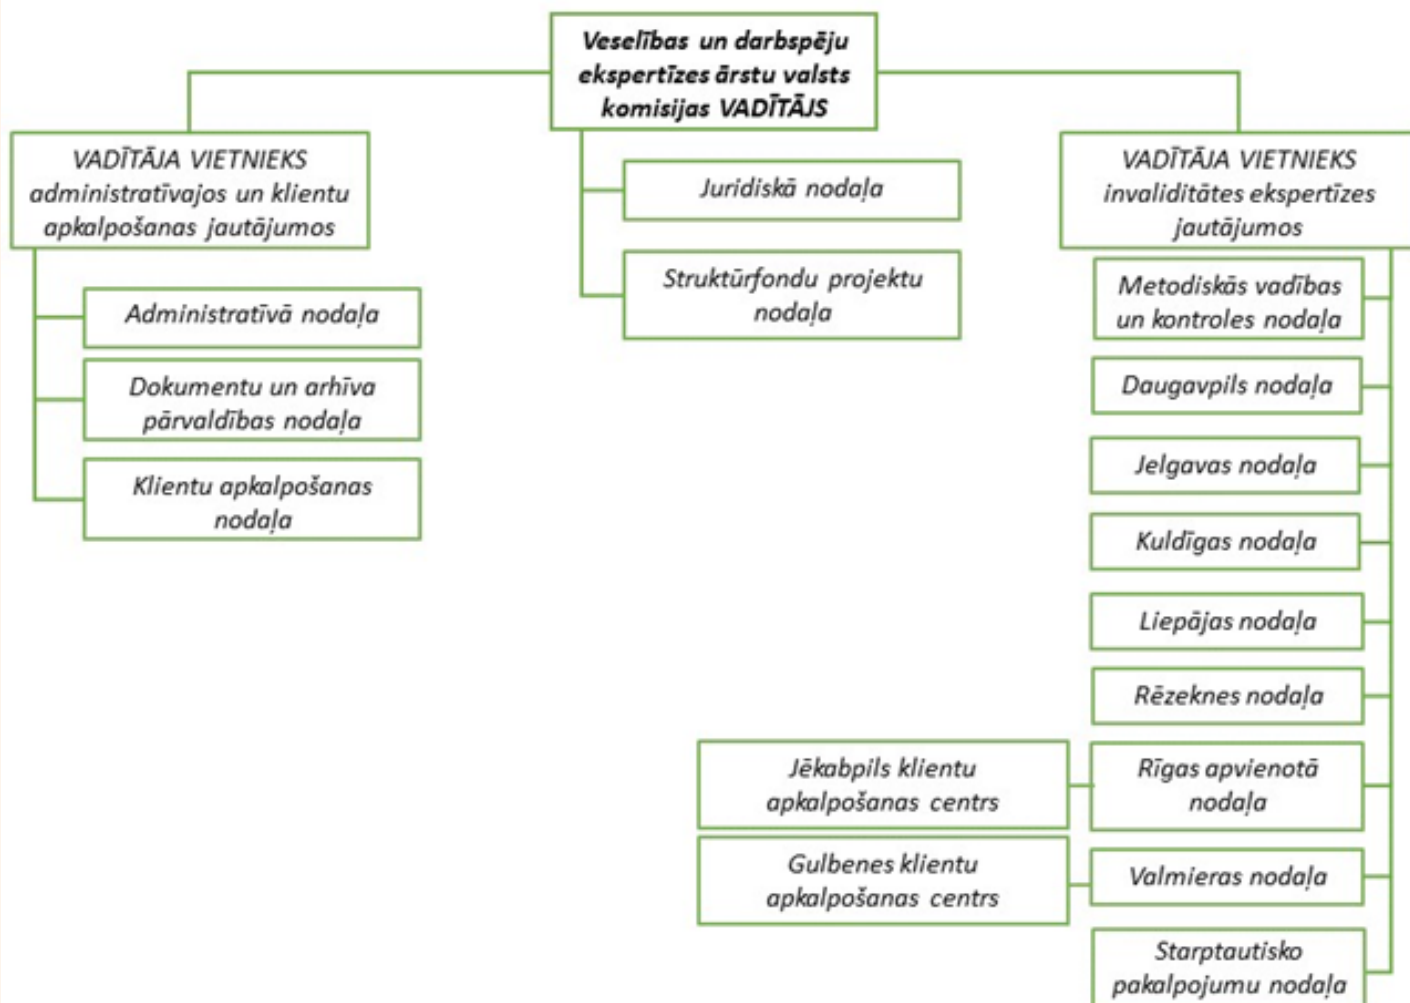 Veselības un darbspēju
ekspertīzes ārstu valsts
komisijas VADĪTĀJS
VADĪTĀJA VIETNIEKS
administratīvajos un klientu
apkalpošanas jautājumos
Administratīvā nodaļa
Dokumentu un arhīva
pārvaldības nodaļa
Klientu apkalpošanas
nodaļa
Juridiskā nodaļa
Struktūrfondu projektu
nodaļa
VADĪTĀJA VIETNIEKS
invaliditātes ekspertīzes
jautājumos
Metodiskās vadības
un kontroles nodaļa
Daugavpils nodaļa
Jelgavas nodaļa
Kuldīgas nodaļa
Liepājas nodaļa
Rēzeknes nodaļa
Rīgas apvienotā
nodaļa
Jēkabpils klientu
apkalpošanas centrs
Valmieras nodaļa
Gulbenes klientu
apkalpošanas centrs
Starptautisko
pakalpojumu nodaļa